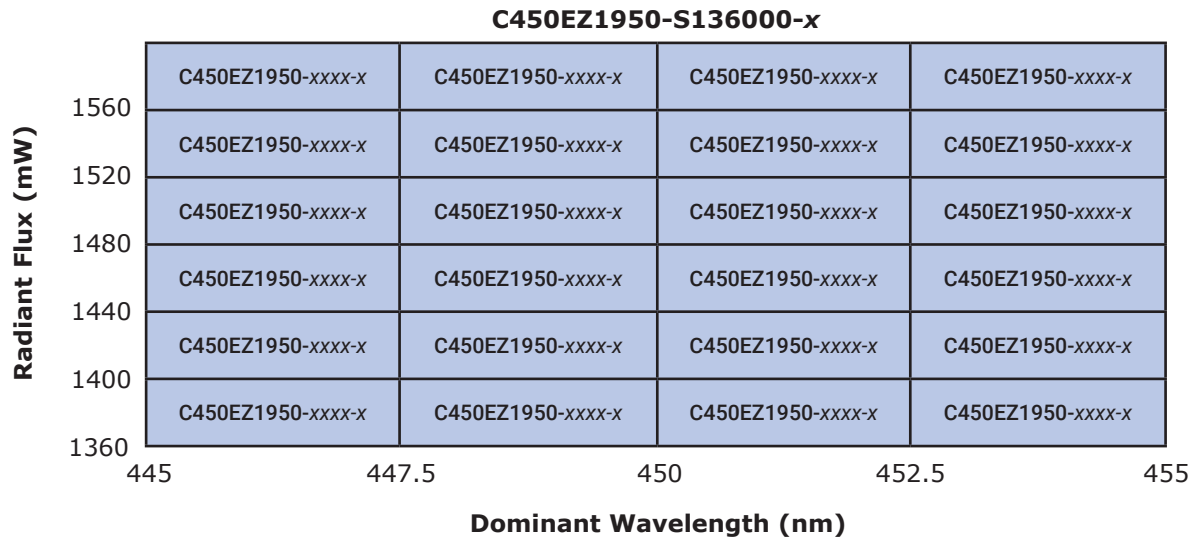 C450EZ1950-S136000-x
C450EZ1950-xxxx-x C450EZ1950-xxxx-x C450EZ1950-xxxx-x C450EZ1950-xxxx-x
1560
C450EZ1950-xxxx-x C450EZ1950-xxxx-x C450EZ1950-xxxx-x C450EZ1950-xxxx-x
1520
C450EZ1950-xxxx-x C450EZ1950-xxxx-x C450EZ1950-xxxx-x C450EZ1950-xxxx-x
1480
C450EZ1950-xxxx-x C450EZ1950-xxxx-x C450EZ1950-xxxx-x C450EZ1950-xxxx-x
1440
C450EZ1950-xxxx-x C450EZ1950-xxxx-x C450EZ1950-xxxx-x C450EZ1950-xxxx-x
1400
C450EZ1950-xxxx-x C450EZ1950-xxxx-x C450EZ1950-xxxx-x C450EZ1950-xxxx-x
1360
Radiant Flux (mW)
445 447.5 450 452.5 455
Dominant Wavelength (nm)